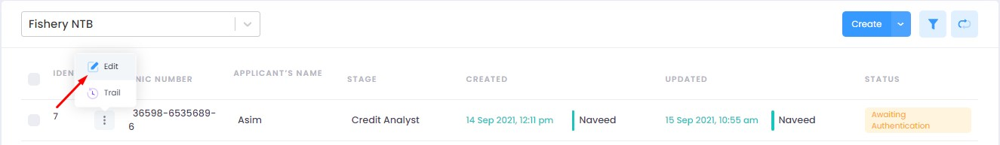 Fishery NTB
Create
Edit
Trail
IDEN
NIC NUMBER
APPLICANT'S NAME
STAGE
CREATED
UPDATED
STATUS
7
36598-6535689-
6
Asim
Credit Analyst
14 Sep 2021, 12:11 pm
Naveed
15 Sep 2021, 10:55 am
Naveed
Awaiting
Authentication